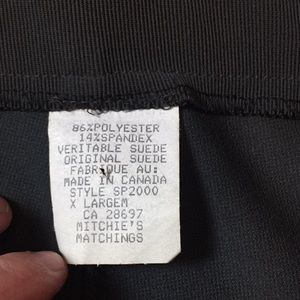 86%POLYESTER
14%SPANDEX
VERITABLE SUEDE
ORIGINAL SUEDE
FABRIQUE AU:
MADE IN CANADA
STYLE SP2000
X LARGEM
CA 28697
MITCHIE'S
MATCHINGS